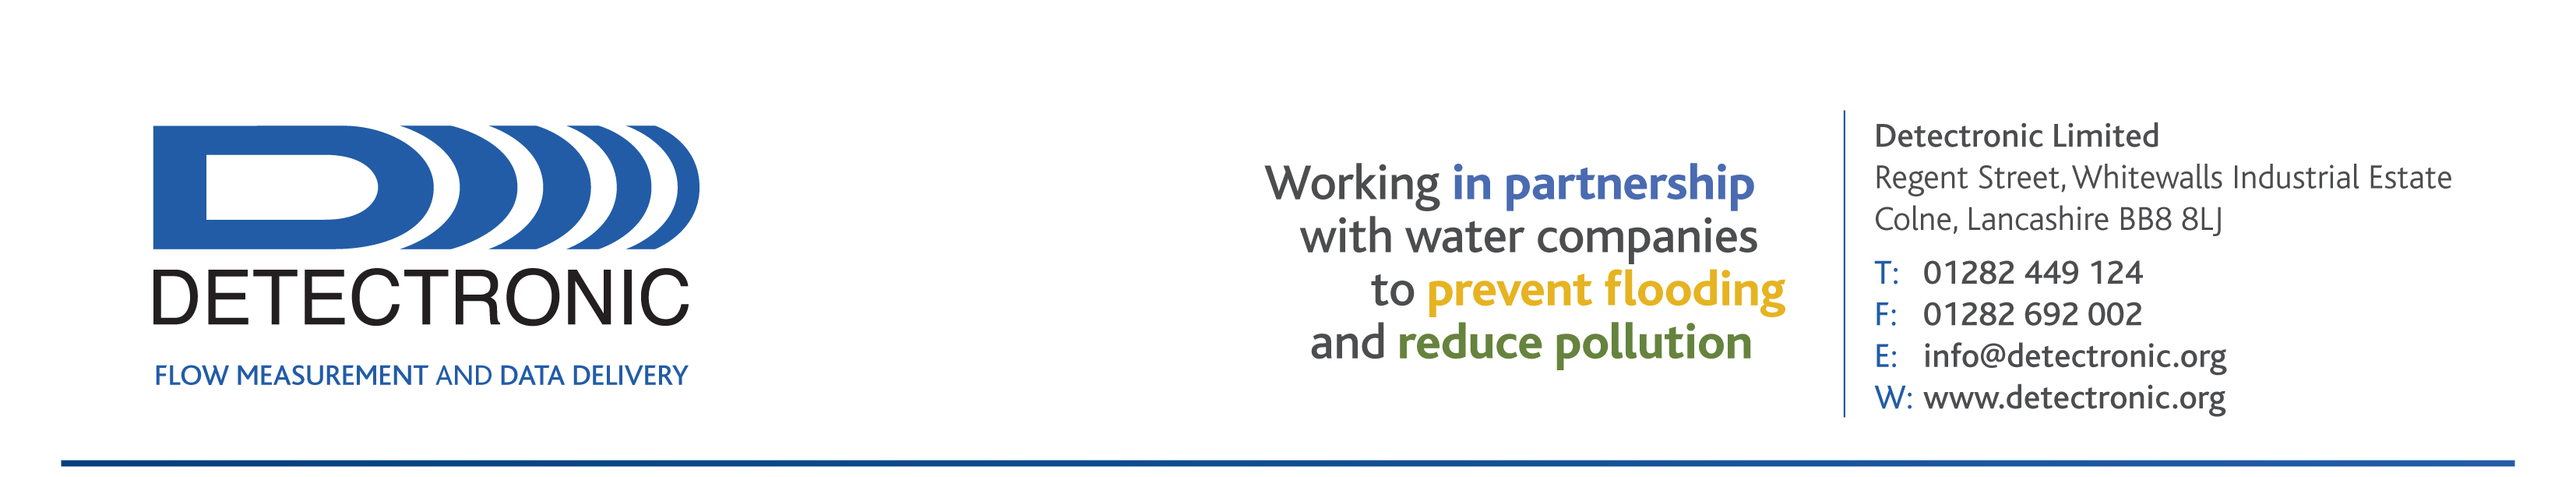 DETECTRONIC
FLOW MEASUREMENT AND DATA DELIVERY
Working in partnership
with water companies
to prevent flooding
and reduce pollution
Detectronic Limited
Regent Street, Whitewalls Industrial Estate
Colne, Lancashire BB8 8LJ
T: 01282 449 124
F: 01282 692 002
E: info@detectronic.org
W: www.detectronic.org